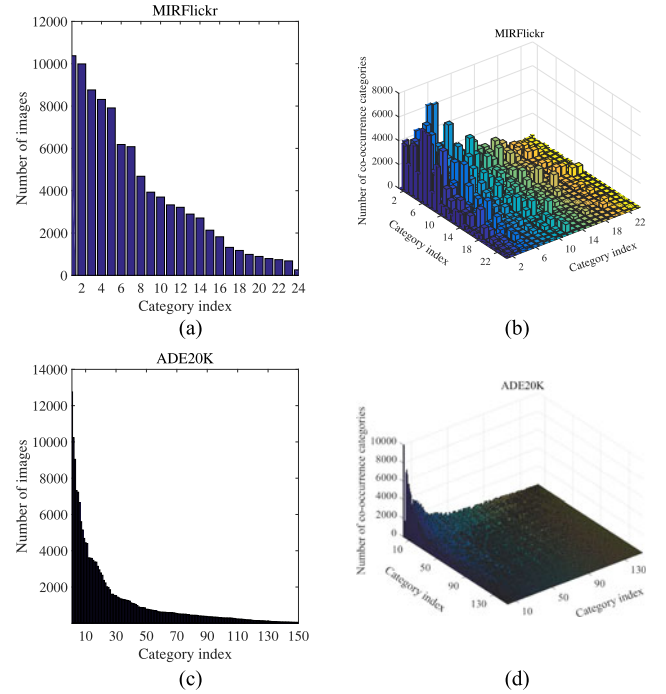 MIRFlickr
12000
10000
8000
6000
4000
2000
0
Number of images
2 4 6 8 10 12 14 16 18 20 22 24
Category index
(a)
MIRFlickr
8000
6000
4000
2000
0
Number of co-occurrence categories
2 6 10 14 18 22
Category index
2 6 10 14 18 22
Category index
(b)
ADE20K
14000
12000
10000
8000
6000
4000
2000
Number of images
10 30 50 70 90 110 130 150
Category index
(c)
ADE20K
10000
8000
6000
4000
2000
0
Number of co-occurrence categories
10 50 90 130
Category index
10 50 90 130
Category index
(d)